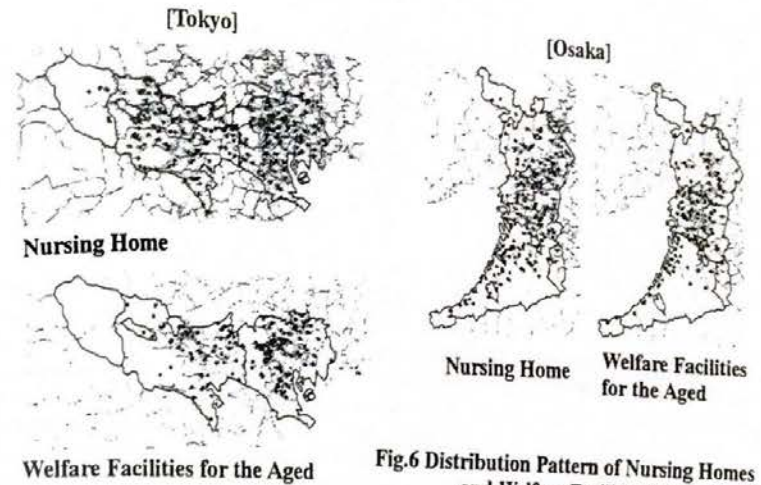 [Tokyo]
Nursing Home
Welfare Facilities for the Aged
[Osaka]
Nursing Home
Welfare Facilities
for the Aged
Fig.6 Distribution Pattern of Nursing Homes